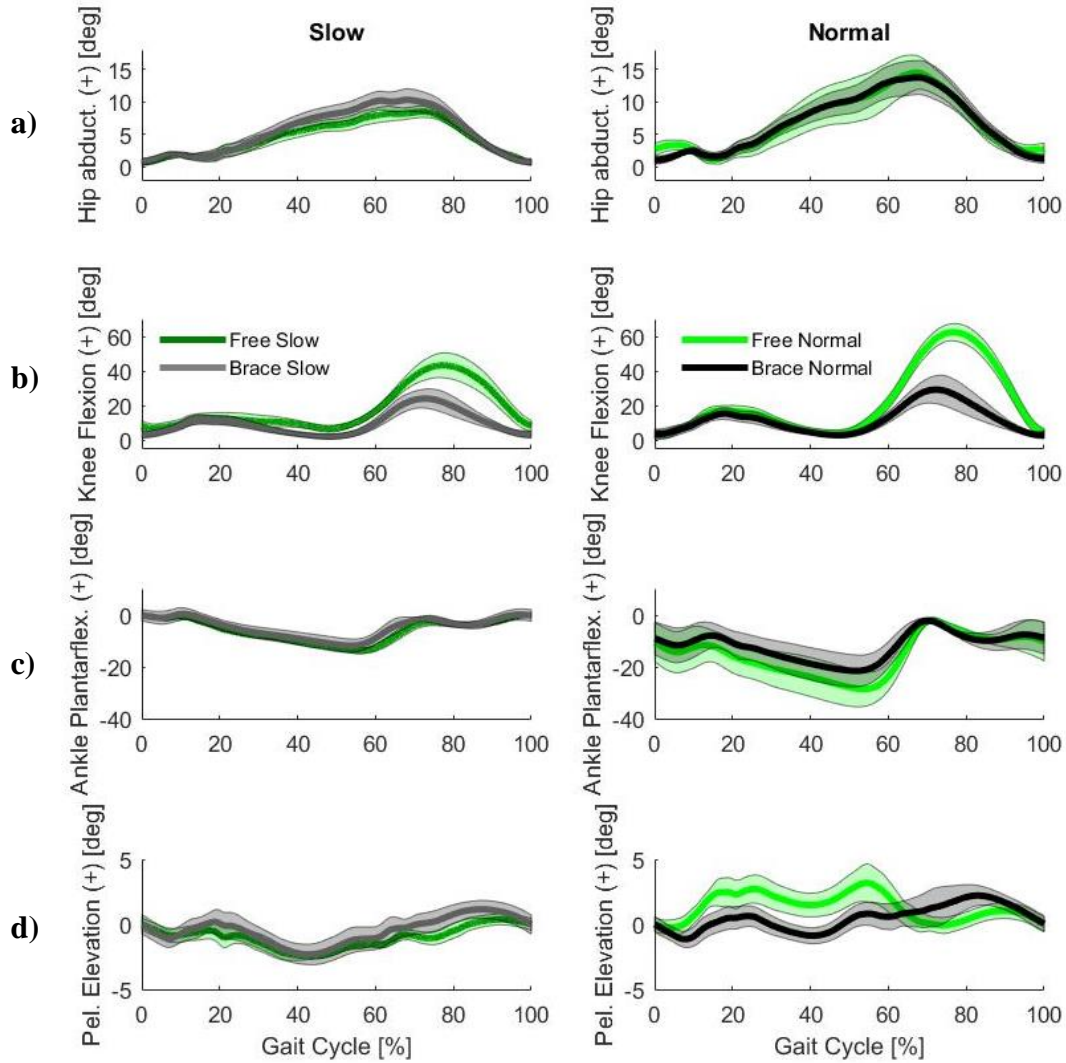 Slow
Normal
a)
Hip abduct. (+) [deg]
15
10
5
0
0 20 40 60 80 100
Hip abduct. (+) [deg]
15
10
5
0
0 20 40 60 80 100
b)
Knee Flexion (+) [deg]
60
40
20
0
Free Slow
Brace Slow
0 20 40 60 80 100
Knee Flexion (+) [deg]
60
40
20
0
Free Normal
Brace Normal
0 20 40 60 80 100
c)
Ankle Plantarflex. (+) [deg]
0
-20
-40
0 20 40 60 80 100
Ankle Plantarflex. (+) [deg]
0
-20
-40
0 20 40 60 80 100
d)
Pel. Elevation (+) [deg]
5
0
-5
0 20 40 60 80 100
Gait Cycle [%]
Pel. Elevation (+) [deg]
5
0
-5
0 20 40 60 80 100
Gait Cycle [%]